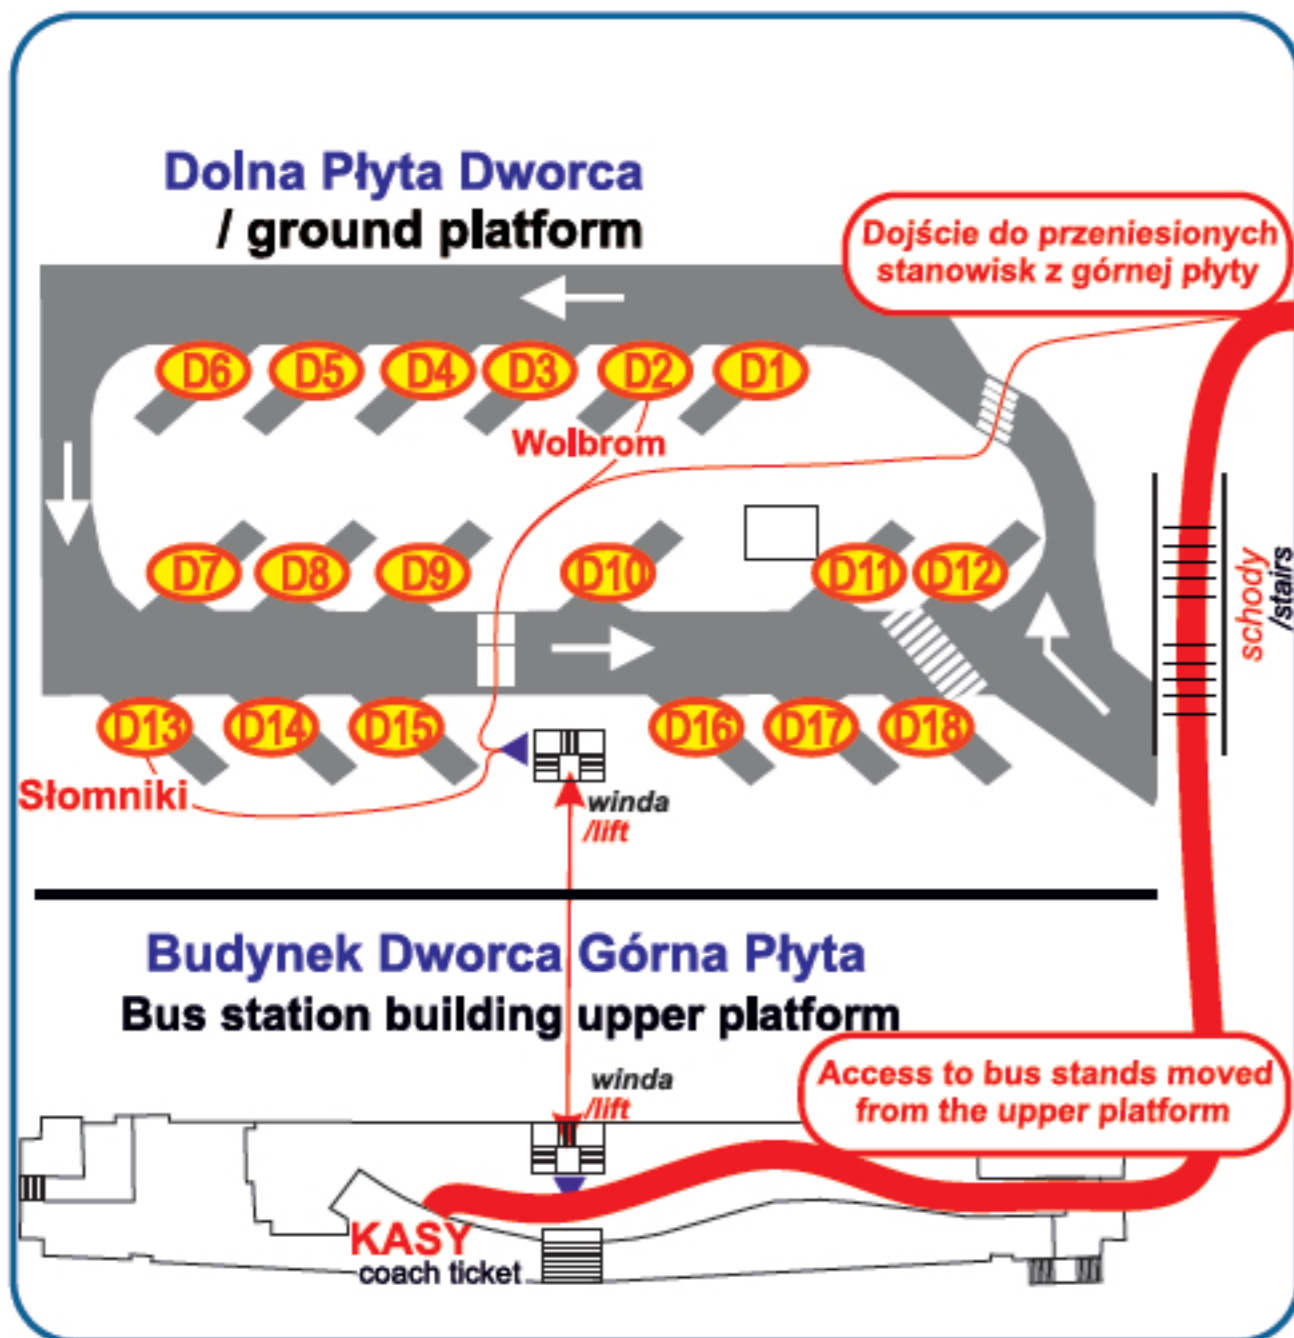 Dolna Płyta Dworca
/ ground platform
Dojście do przeniesionych
stanowisk z górnej płyty
D6 D5 D4 D3 D2 D1
Wolbrom
D7 D8 D9 D10 D11 D12
schody
/stairs
D13 D14 D15 D16 D17 D18
Słomniki
winda
/lift
Budynek Dworca Górna Płyta
Bus station building upper platform
winda
/lift
Access to bus stands moved
from the upper platform
KASY
coach ticket